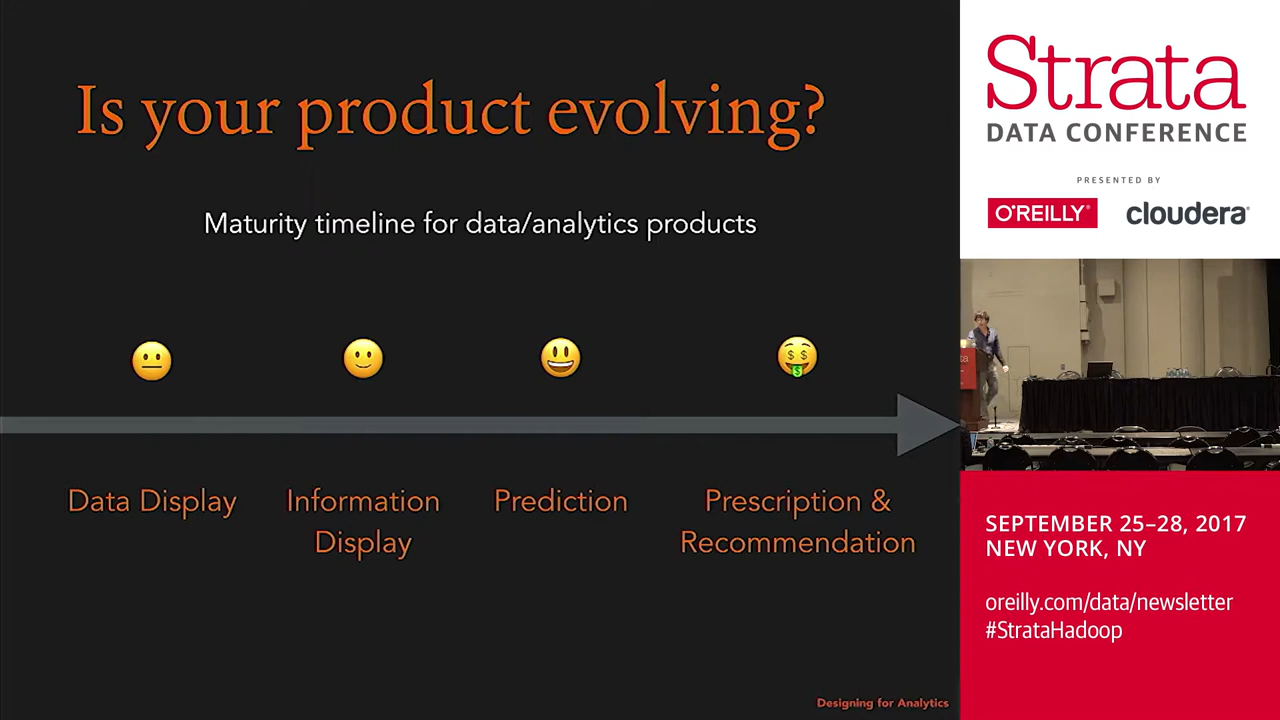 Is your product evolving?
Maturity timeline for data/analytics products
Data Display
Information
Display
Prediction
Prescription &
Recommendation
Designing for Analytics
Strata
DATA CONFERENCE
PRESENTED BY
O'REILLY®
cloudera®
SEPTEMBER 25–28, 2017
NEW YORK, NY
oreilly.com/data/newsletter
#StrataHadoop